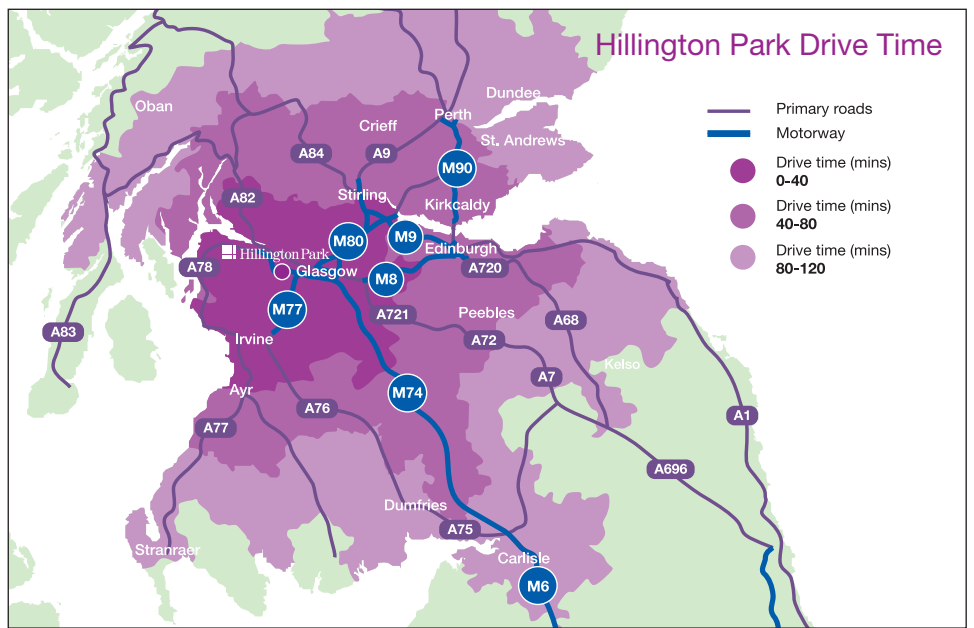 Hillington Park Drive Time
Primary roads
Motorway
Drive time (mins)
0-40
Drive time (mins)
40-80
Drive time (mins)
80-120
Oban
Dundee
Perth
Crieff
St. Andrews
A84
A9
M90
Stirling
A82
Kirkcaldy
M80
M9
Edinburgh
Hillington Park
A78
Glasgow
A720
M8
M77
A721
Peebles
A68
A83
Irvine
A72
Kelso
A7
Ayr
M74
A76
A1
A77
A696
Dumfries
A75
Stranraer
Carlisle
M6